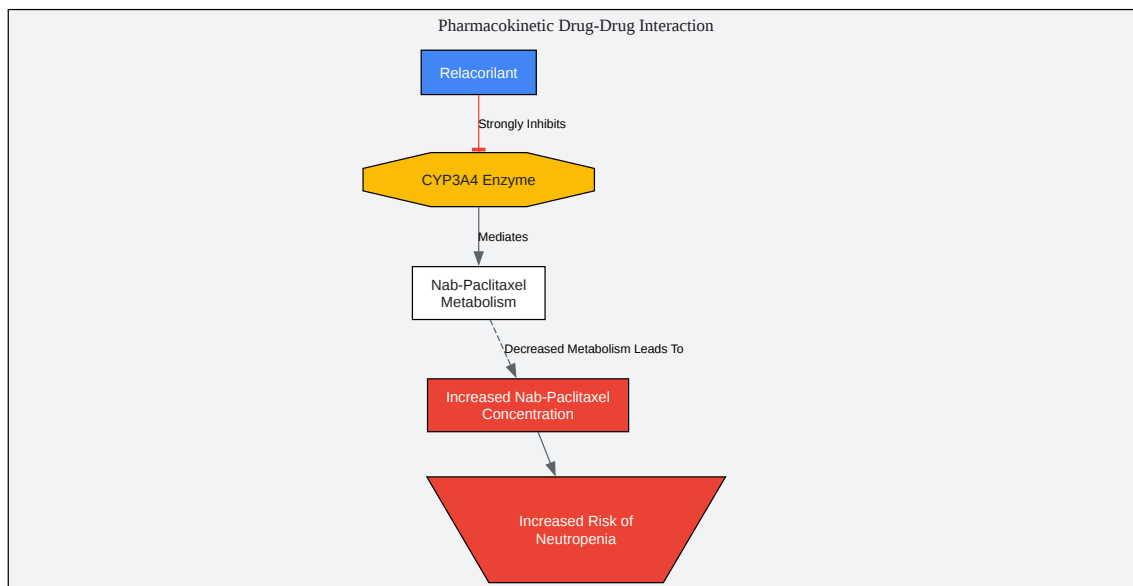 Pharmacokinetic Drug-Drug Interaction
Relacorilant
Strongly Inhibits
CYP3A4 Enzyme
Mediates
Nab-Paclitaxel
Metabolism
Decreased Metabolism Leads To
Increased Nab-Paclitaxel
Concentration
Increased Risk of
Neutropenia